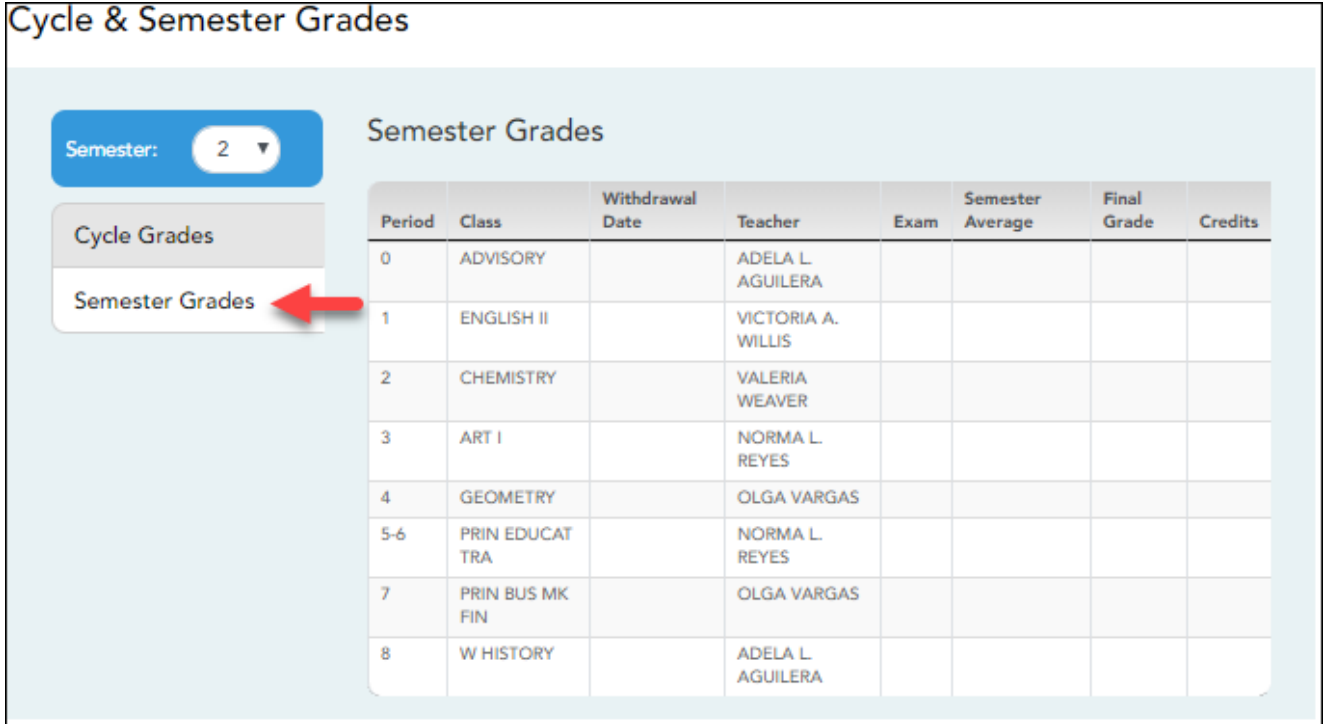 Cycle & Semester Grades
Semester: 2
Cycle Grades
Semester Grades
Semester Grades
Period Class Withdrawal Date Teacher Exam Semester Average Final Grade Credits
0 ADVISORY ADELA L. AGUILERA
1 ENGLISH II VICTORIA A. WILLIS
2 CHEMISTRY VALERIA WEAVER
3 ART I NORMA L. REYES
4 GEOMETRY OLGA VARGAS
5-6 PRIN EDUCAT TRA NORMA L. REYES
7 PRIN BUS MK FIN OLGA VARGAS
8 W HISTORY ADELA L. AGUILERA